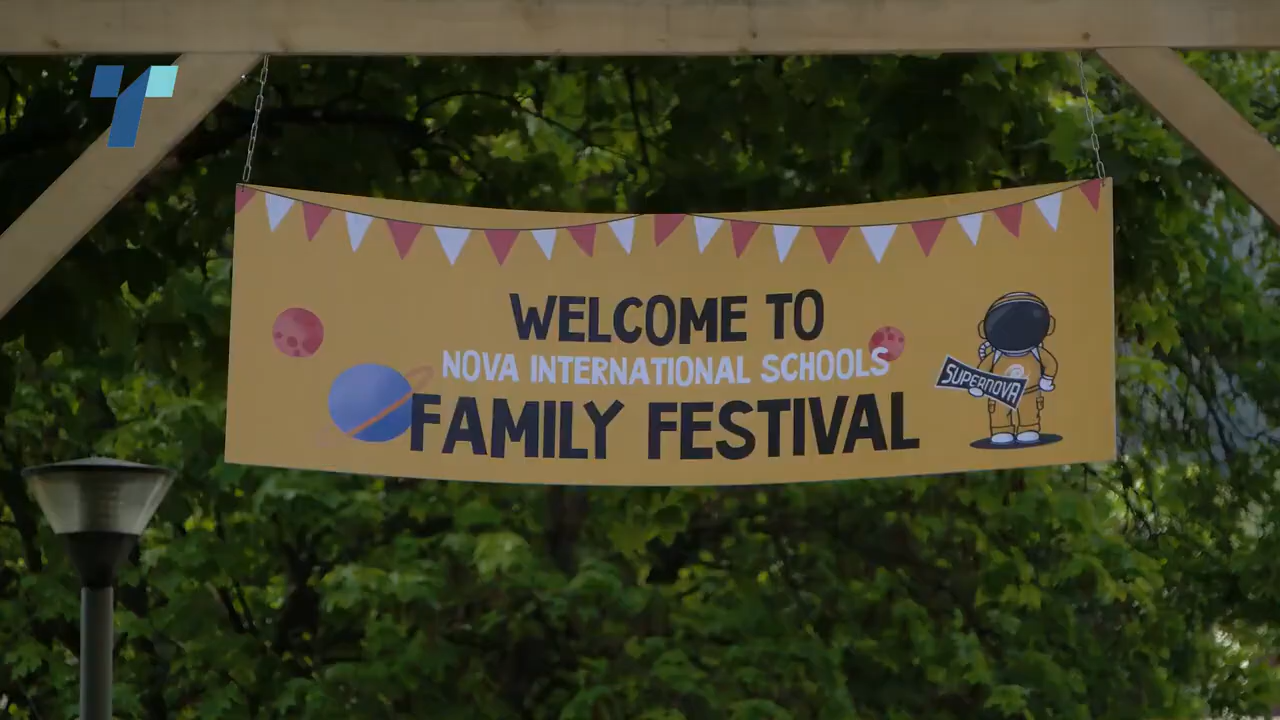 WELCOME TO
NOVA INTERNATIONAL SCHOOLS
FAMILY FESTIVAL
SUPERNOVA